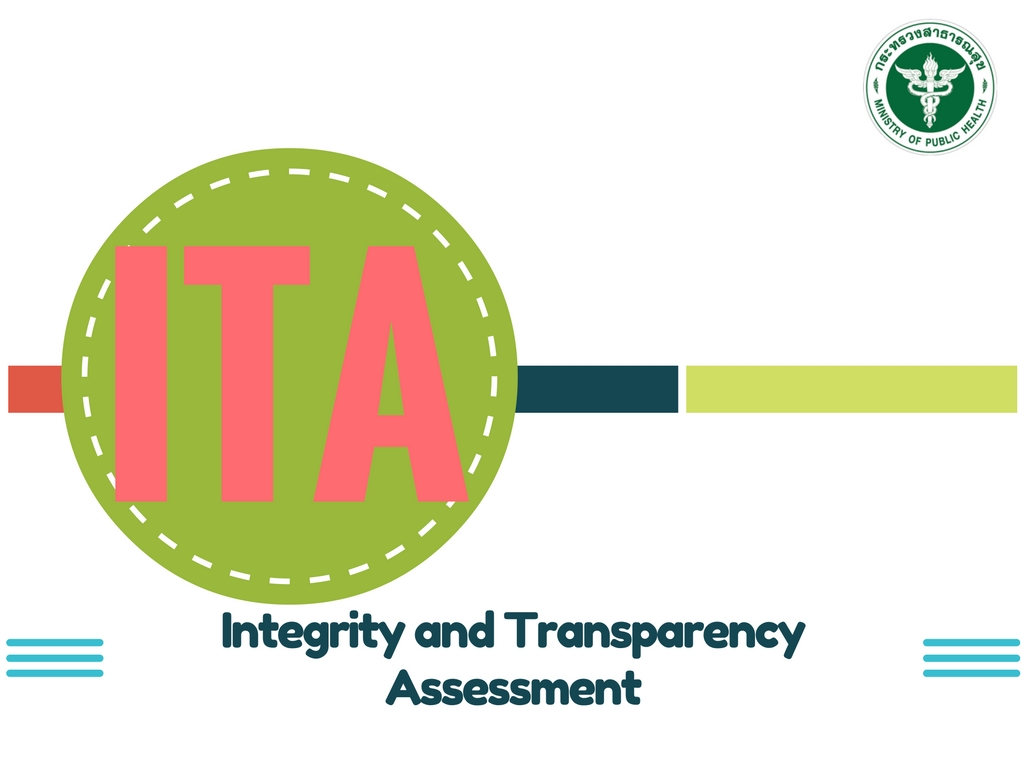 กระทรวงสาธารณสุข
MINISTRY OF PUBLIC HEALTH
ITA
Integrity and Transparency
Assessment